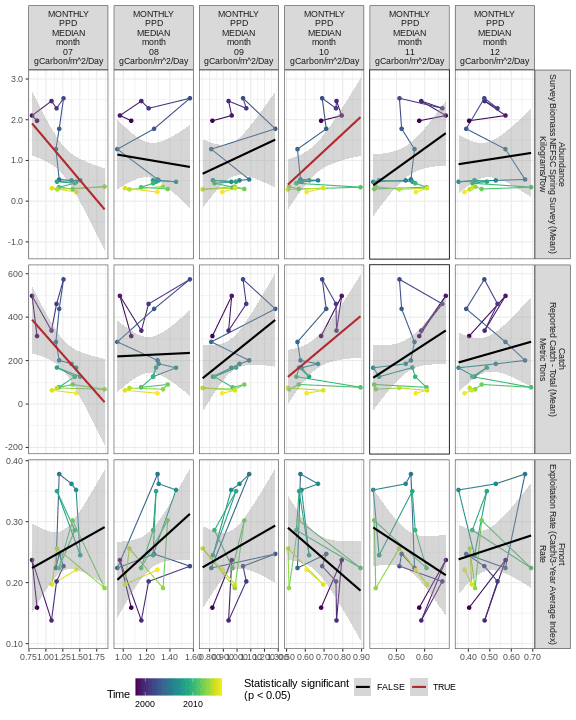 MONTHLY PPD MEDIAN month 07 gCarbon/m^2/Day
MONTHLY PPD MEDIAN month 08 gCarbon/m^2/Day
MONTHLY PPD MEDIAN month 09 gCarbon/m^2/Day
MONTHLY PPD MEDIAN month 10 gCarbon/m^2/Day
MONTHLY PPD MEDIAN month 11 gCarbon/m^2/Day
MONTHLY PPD MEDIAN month 12 gCarbon/m^2/Day
3.0
2.0
1.0
0.0
-1.0
Abundance
Survey Biomass NEFSC Spring Survey (Mean)
Kilograms/tow
600
400
200
0
-200
Catch
Reported Catch - Total (Mean)
Metric Tons
0.40
0.30
0.20
0.10
Fmort
Exploitation Rate (Catch/3-Year Average Index)
Rate
0.75 1.00 1.25 1.50 1.75
1.00 1.20 1.40 1.60
0.60 0.70 0.80 0.90
0.50 0.60
0.40 0.50 0.60 0.70
Time
2000 2010
Statistically significant
(p < 0.05)
FALSE
TRUE